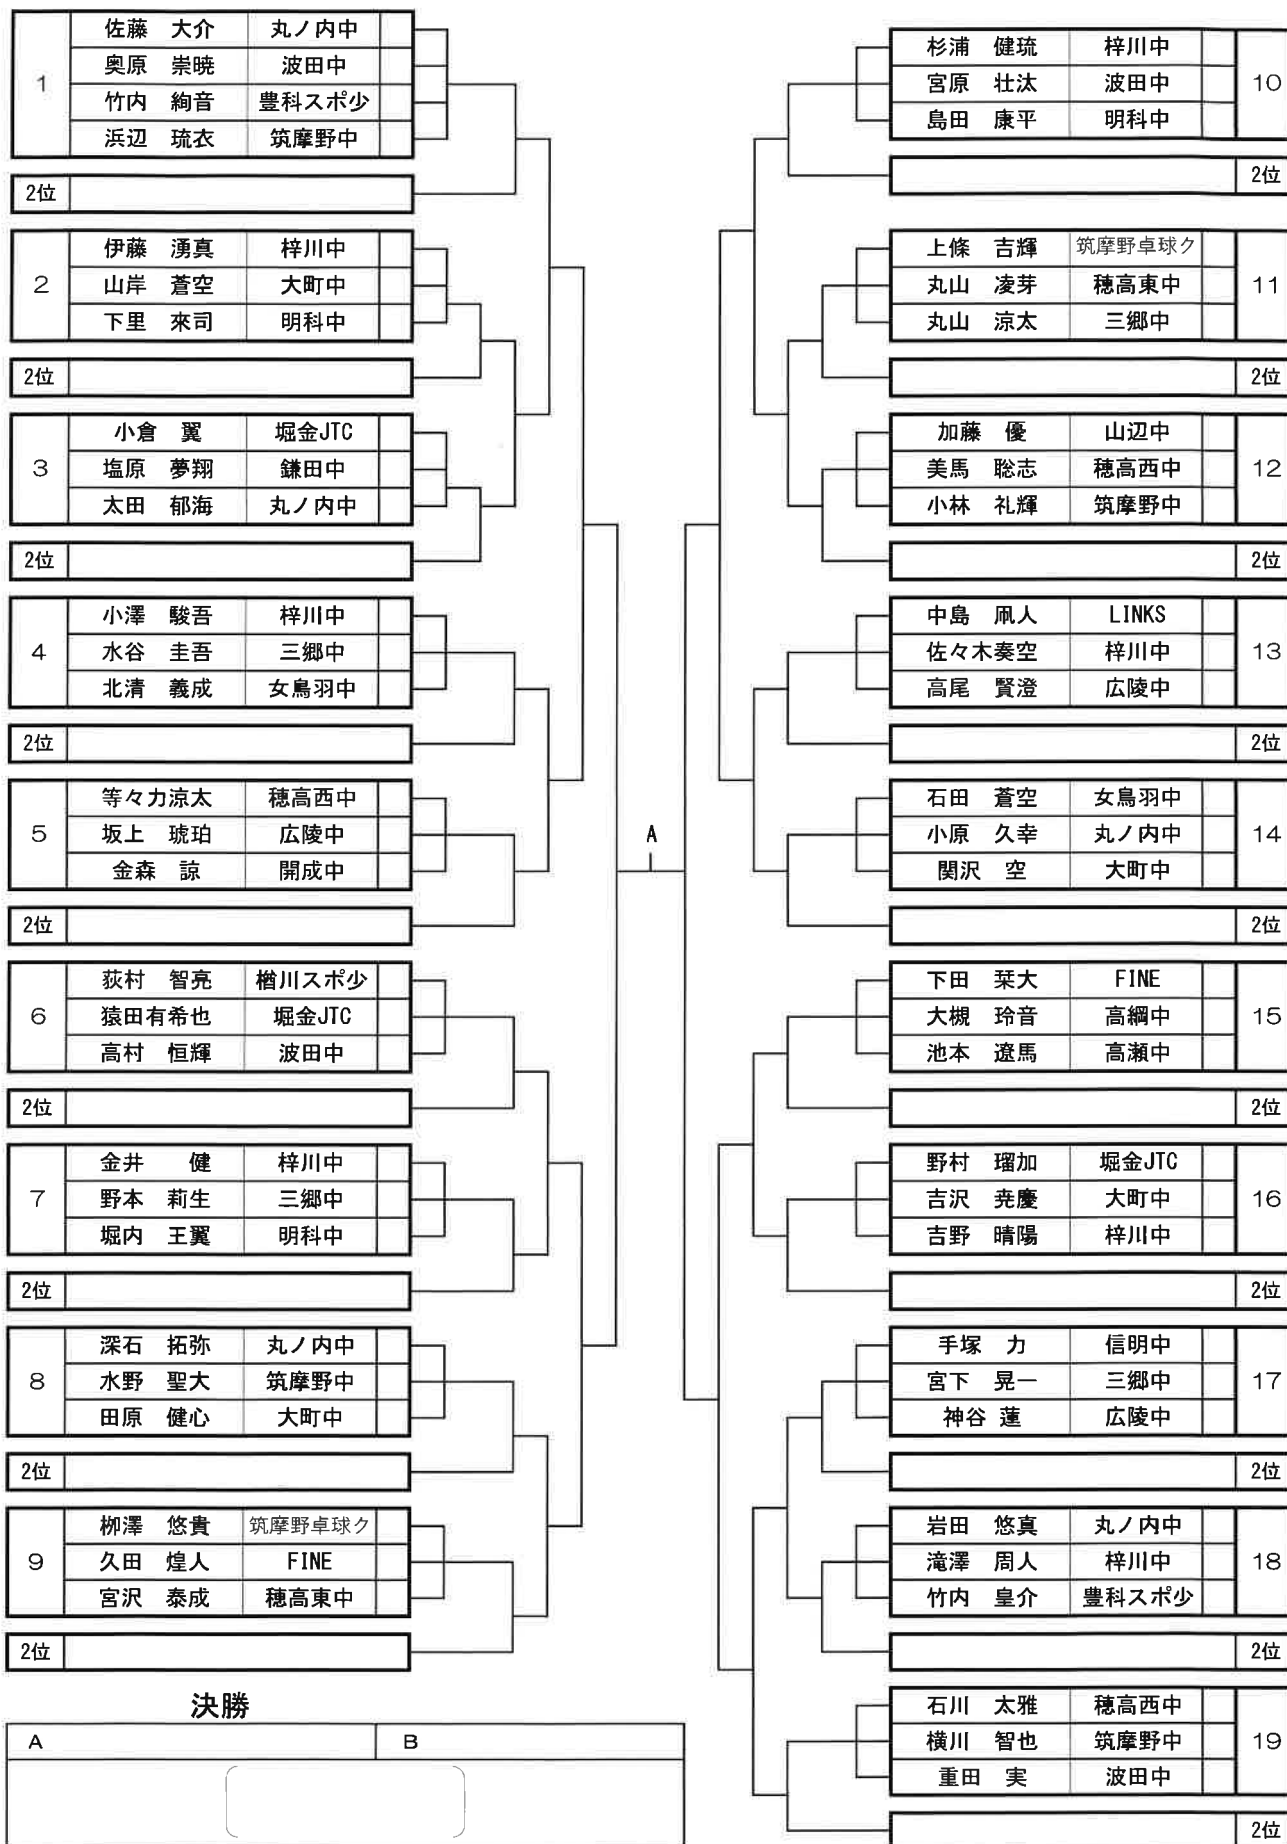 1
佐藤　大介 丸ノ内中
奥原　崇暁 波田中
竹内　絢音 豊科スポ少
浜辺　琉衣 筑摩野中
2位
2
伊藤　湧真 梓川中
山岸　蒼空 大町中
下里　來司 明科中
2位
3
小倉　翼 堀金JTC
塩原　夢翔 鎌田中
太田　郁海 丸ノ内中
2位
4
小澤　駿吾 梓川中
水谷　圭吾 三郷中
北清　義成 女鳥羽中
2位
5
等々力涼太 穂高西中
坂上　琥珀 広陵中
金森　諒 開成中
2位
6
荻村　智亮 楢川スポ少
猿田有希也 堀金JTC
高村　恒輝 波田中
2位
7
金井　　健 梓川中
野本　莉生 三郷中
堀内　王翼 明科中
2位
8
深石　拓弥 丸ノ内中
水野　聖大 筑摩野中
田原　健心 大町中
2位
9
柳澤　悠貴 筑摩野卓球ク
久田　煌人 FINE
宮沢　泰成 穂高東中
2位
決勝
A B
A
杉浦　健琉 梓川中
宮原　壮汰 波田中
島田　康平 明科中
10
2位
上條　吉輝 筑摩野卓球ク
丸山　凌芽 穂高東中
丸山　涼太 三郷中
11
2位
加藤　優 山辺中
美馬　聡志 穂高西中
小林　礼輝 筑摩野中
12
2位
中島　凧人 LINKS
佐々木奏空 梓川中
高尾　賢澄 広陵中
13
2位
石田　蒼空 女鳥羽中
小原　久幸 丸ノ内中
関沢　空 大町中
14
2位
下田　栞大 FINE
大槻　玲音 高綱中
池本　遼馬 高瀬中
15
2位
野村　瑠加 堀金JTC
吉沢　尭慶 大町中
吉野　晴陽 梓川中
16
2位
手塚　力 信明中
宮下　晃一 三郷中
神谷 蓮 広陵中
17
2位
岩田　悠真 丸ノ内中
滝澤　周人 梓川中
竹内　皇介 豊科スポ少
18
2位
石川　太雅 穂高西中
横川　智也 筑摩野中
重田　実 波田中
19
2位